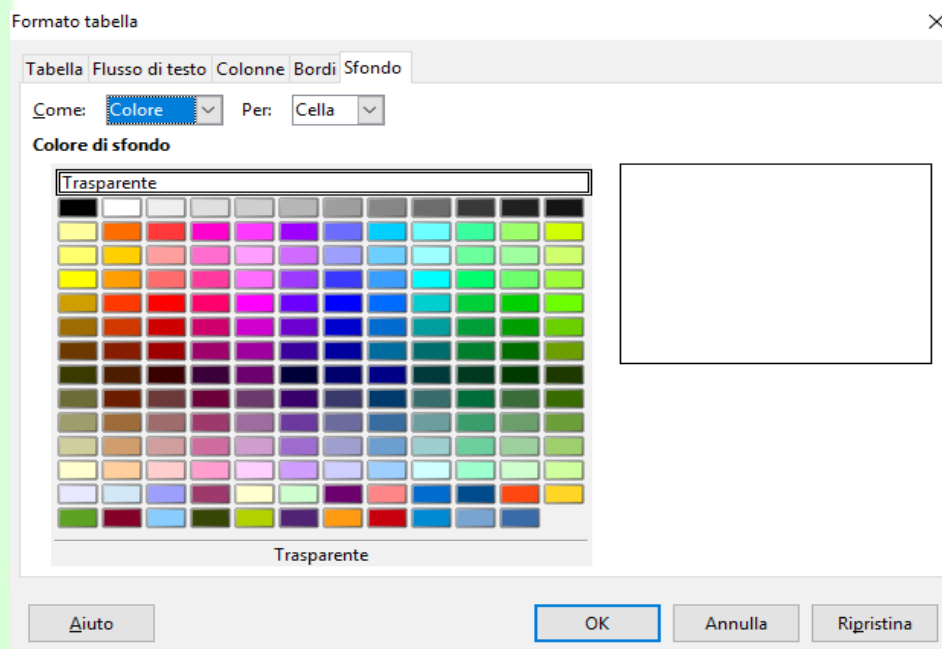 Formato tabella
Tabella Flusso di testo Colonne Bordi Sfondo
Come: Colore Per: Cella
Colore di sfondo
Trasparente
Trasparente
Aiuto OK Annulla Ripristina